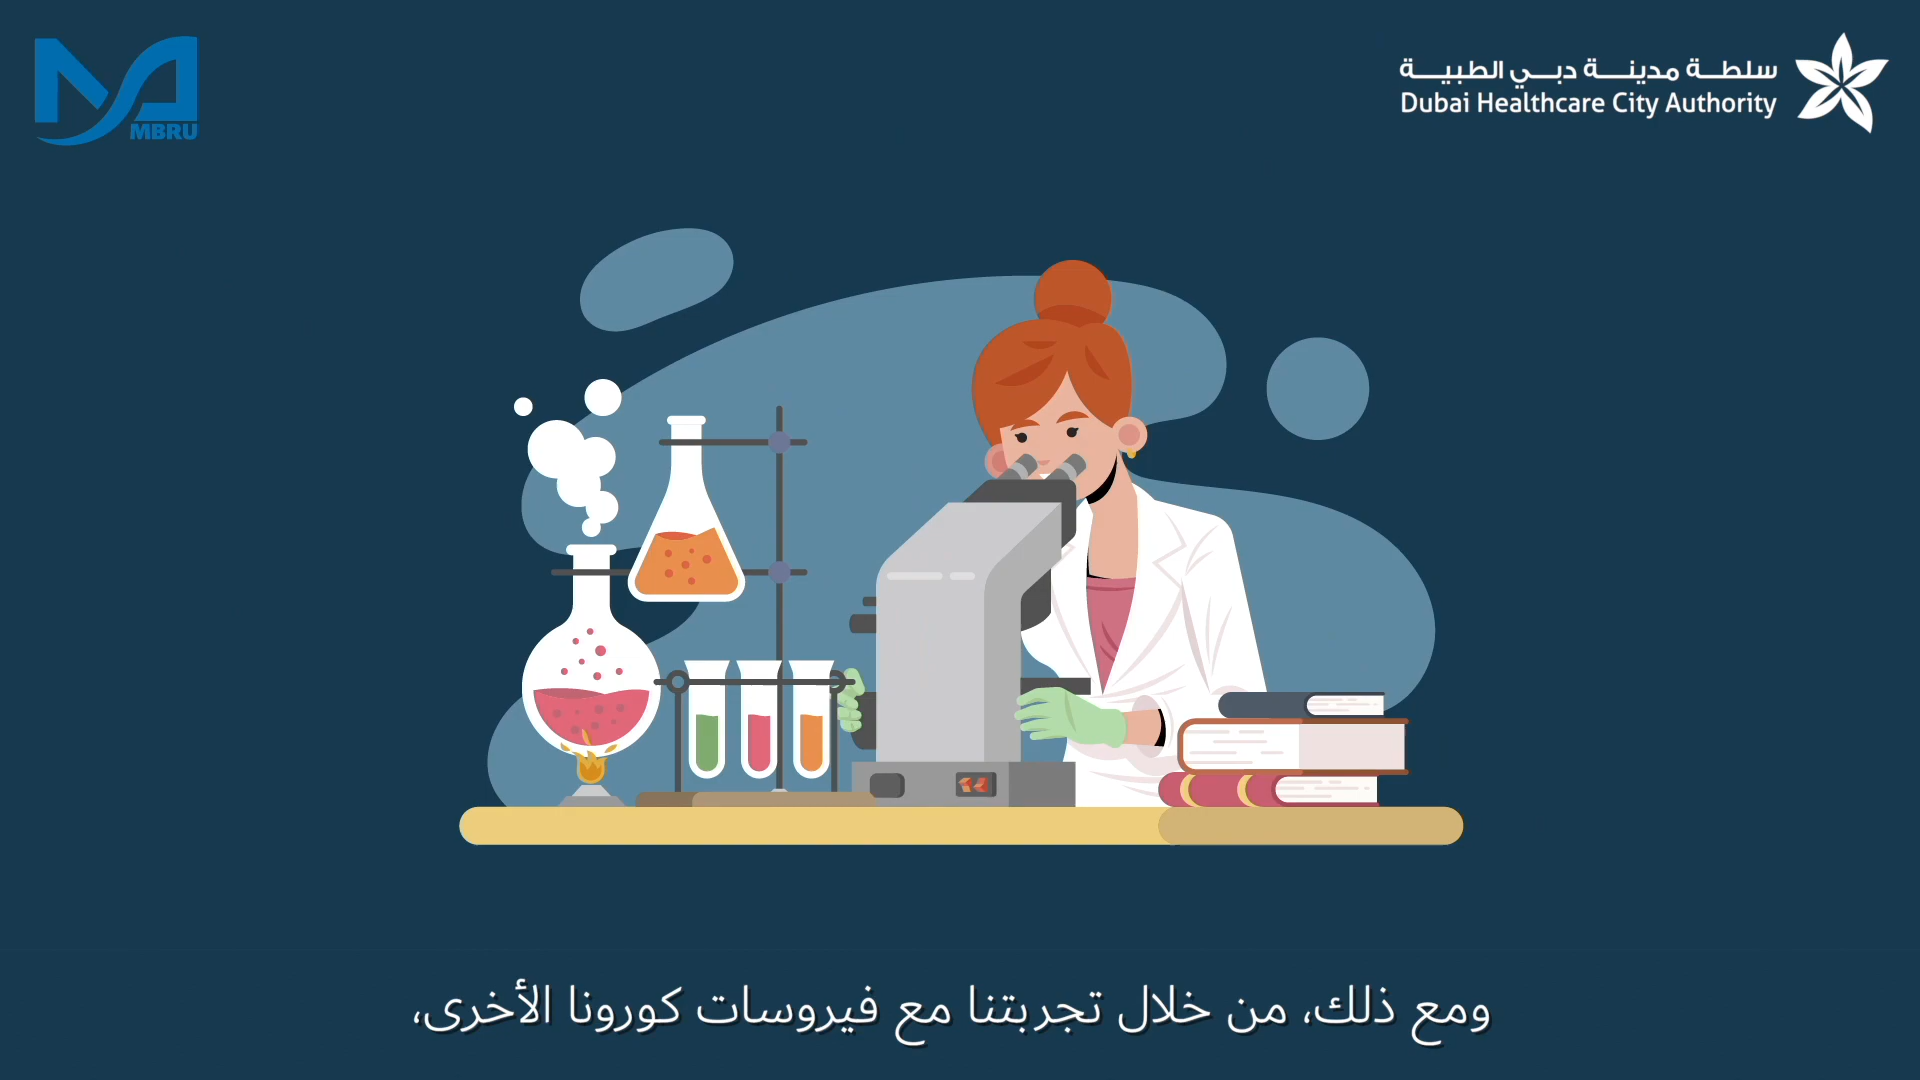 MBRU
سلطة مدينة دبي الطبية
Dubai Healthcare City Authority
ومع ذلك، من خلال تجربتنا مع فيروسات كورونا الأخرى،